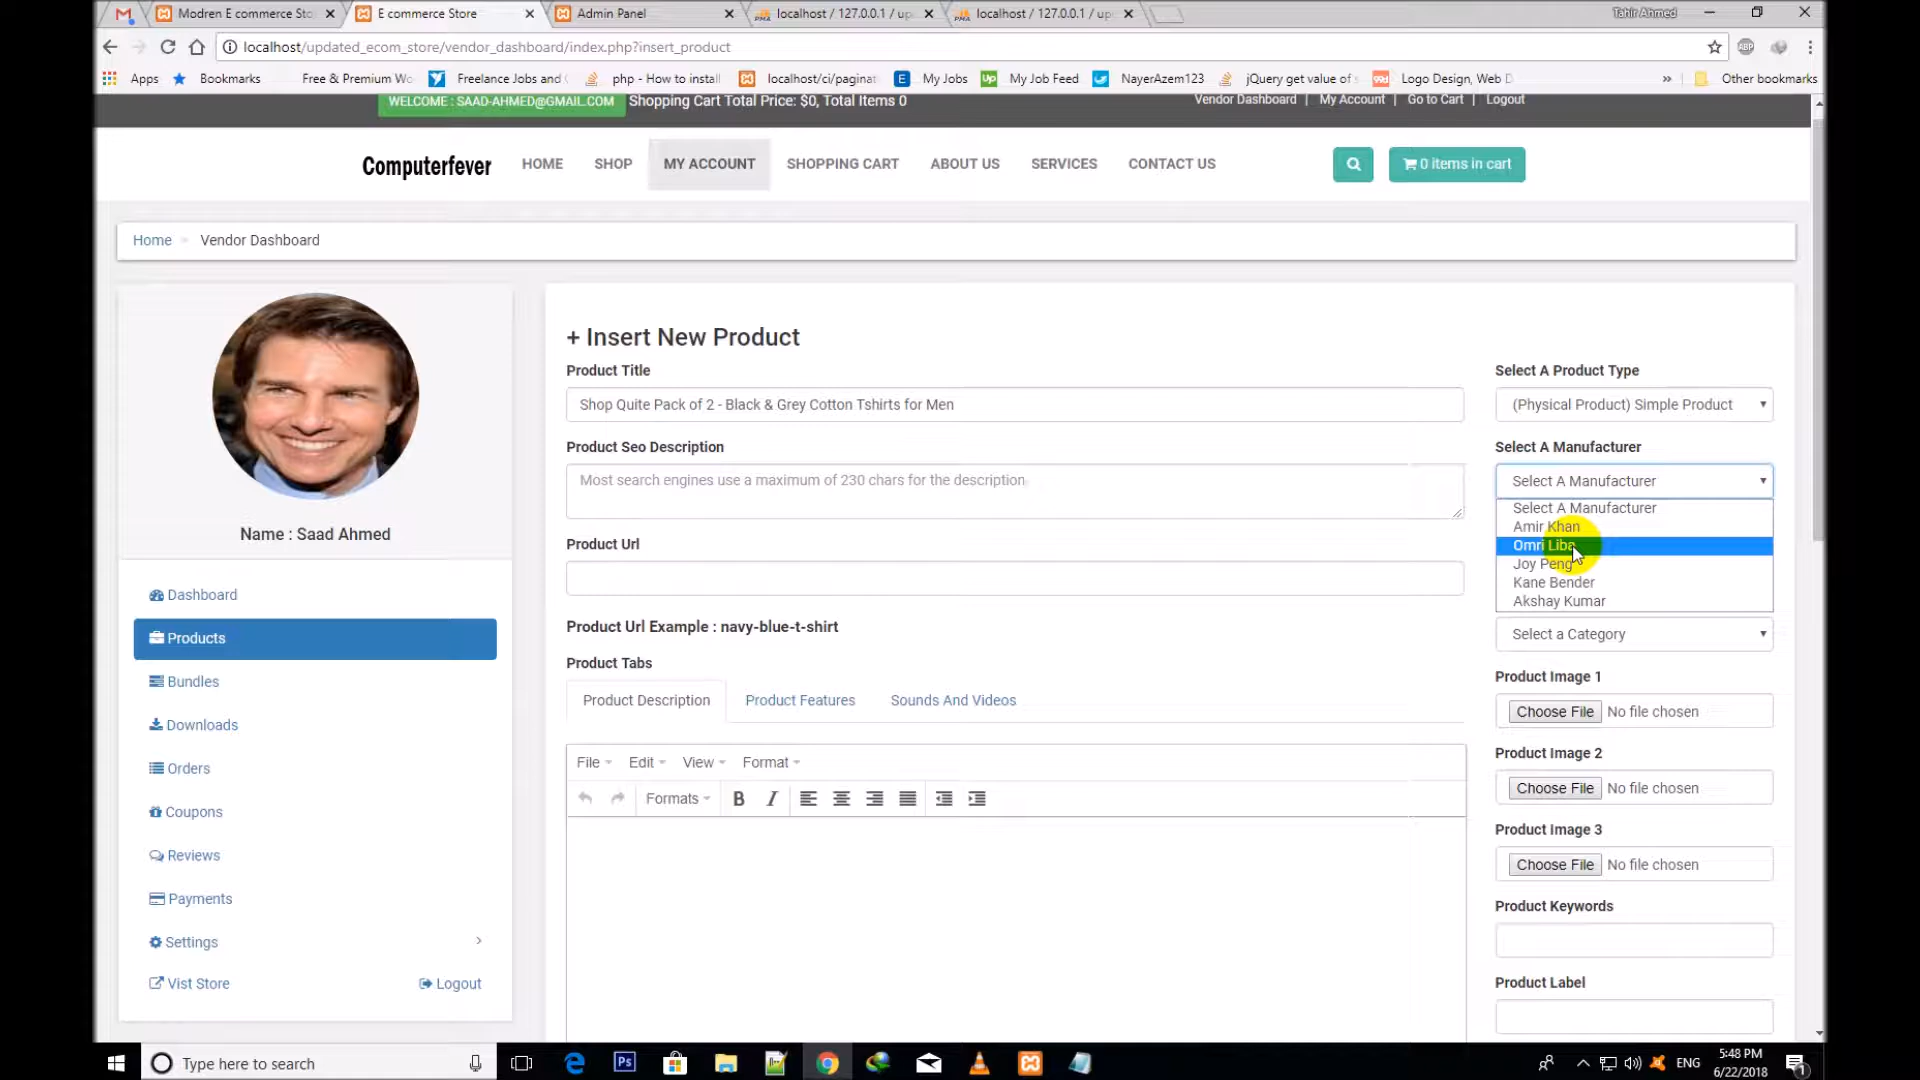 Modren E commerce Sto
E commerce Store
Admin Panel
localhost / 127.0.0.1 / up
localhost / 127.0.0.1 / up
Tahir Ahmed
localhost/updated_ecom_store/vendor_dashboard/index.php?insert_product
ABP
Apps
Bookmarks
Free & Premium Wo
Freelance Jobs and
php - How to install
localhost/ci/paginat
My Jobs
Up
My Job Feed
NayerAzem123
jQuery get value of
Logo Design, Web D
»
Other bookmarks
WELCOME : SAAD-AHMED@GMAIL.COM
Shopping Cart Total Price: $0, Total Items 0
Vendor Dashboard |
My Account |
Go to Cart |
Logout
Computerfever
HOME
SHOP
MY ACCOUNT
SHOPPING CART
ABOUT US
SERVICES
CONTACT US
0 items in cart
Home
Vendor Dashboard
Name : Saad Ahmed
Dashboard
Products
Bundles
Downloads
Orders
Coupons
Reviews
Payments
Settings
Vist Store
Logout
+ Insert New Product
Product Title
Shop Quite Pack of 2 - Black & Grey Cotton Tshirts for Men
Product Seo Description
Most search engines use a maximum of 230 chars for the description
Product Url
Product Url Example : navy-blue-t-shirt
Product Tabs
Product Description
Product Features
Sounds And Videos
File
Edit
View
Format
Formats
B
I
Select A Product Type
(Physical Product) Simple Product
Select A Manufacturer
Select A Manufacturer
Select A Manufacturer
Amir Khan
Omri Liba
Joy Peng
Kane Bender
Akshay Kumar
Select a Category
Product Image 1
Choose File No file chosen
Product Image 2
Choose File No file chosen
Product Image 3
Choose File No file chosen
Product Keywords
Product Label
Type here to search
Ps
ENG
5:48 PM
6/22/2018
1